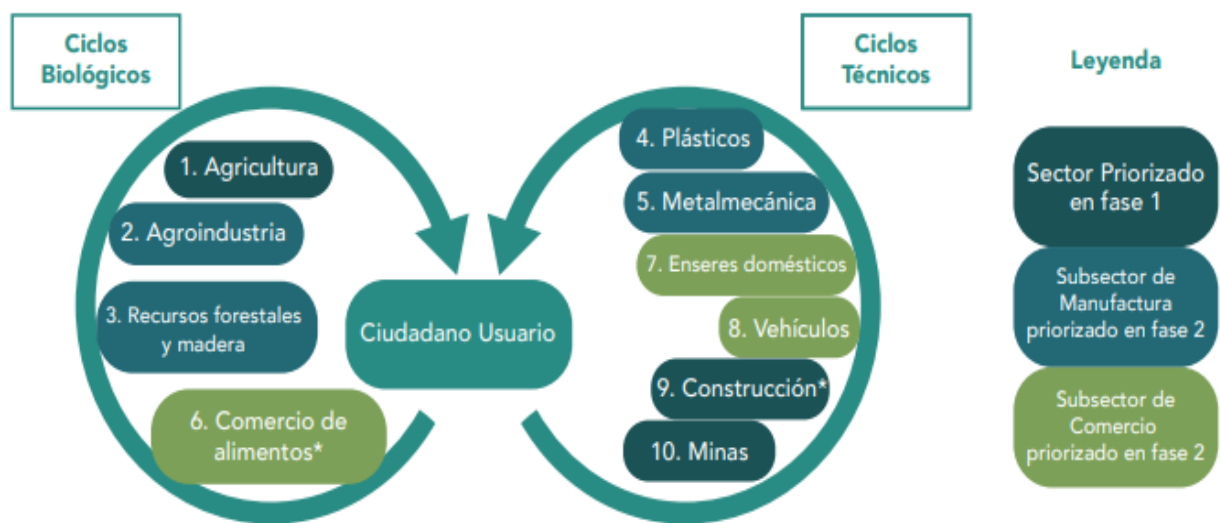 Ciclos
Biológicos
1. Agricultura
2. Agroindustria
3. Recursos forestales
y madera
6. Comercio de
alimentos*
Ciudadano Usuario
Ciclos
Técnicos
4. Plásticos
5. Metalmecánica
7. Enseres domésticos
8. Vehículos
9. Construcción*
10. Minas
Leyenda
Sector Priorizado
en fase 1
Subsector de
Manufactura
priorizado en fase 2
Subsector de
Comercio
priorizado en fase 2